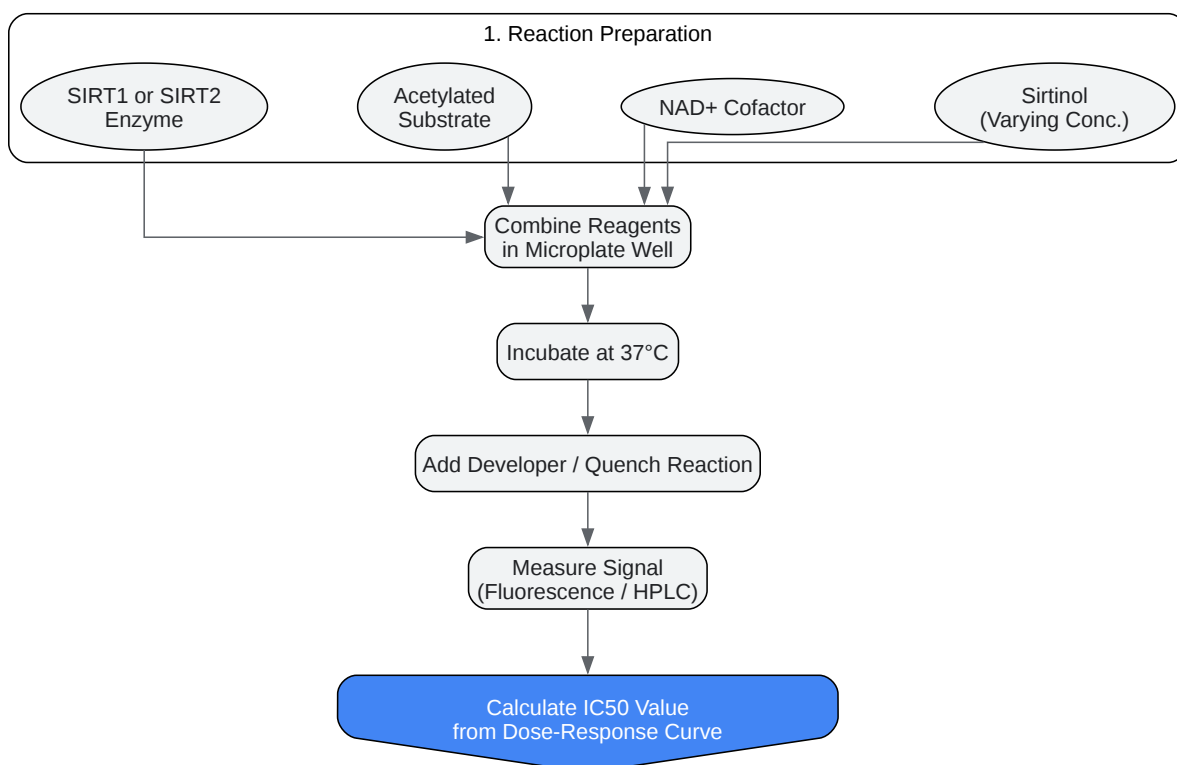 1. Reaction Preparation
SIRT1 or SIRT2
Enzyme
Acetylated
Substrate
NAD+ Cofactor
Sirtinol
(Varying Conc.)
Combine Reagents
in Microplate Well
Incubate at 37°C
Add Developer / Quench Reaction
Measure Signal
(Fluorescence / HPLC)
Calculate IC50 Value
from Dose-Response Curve